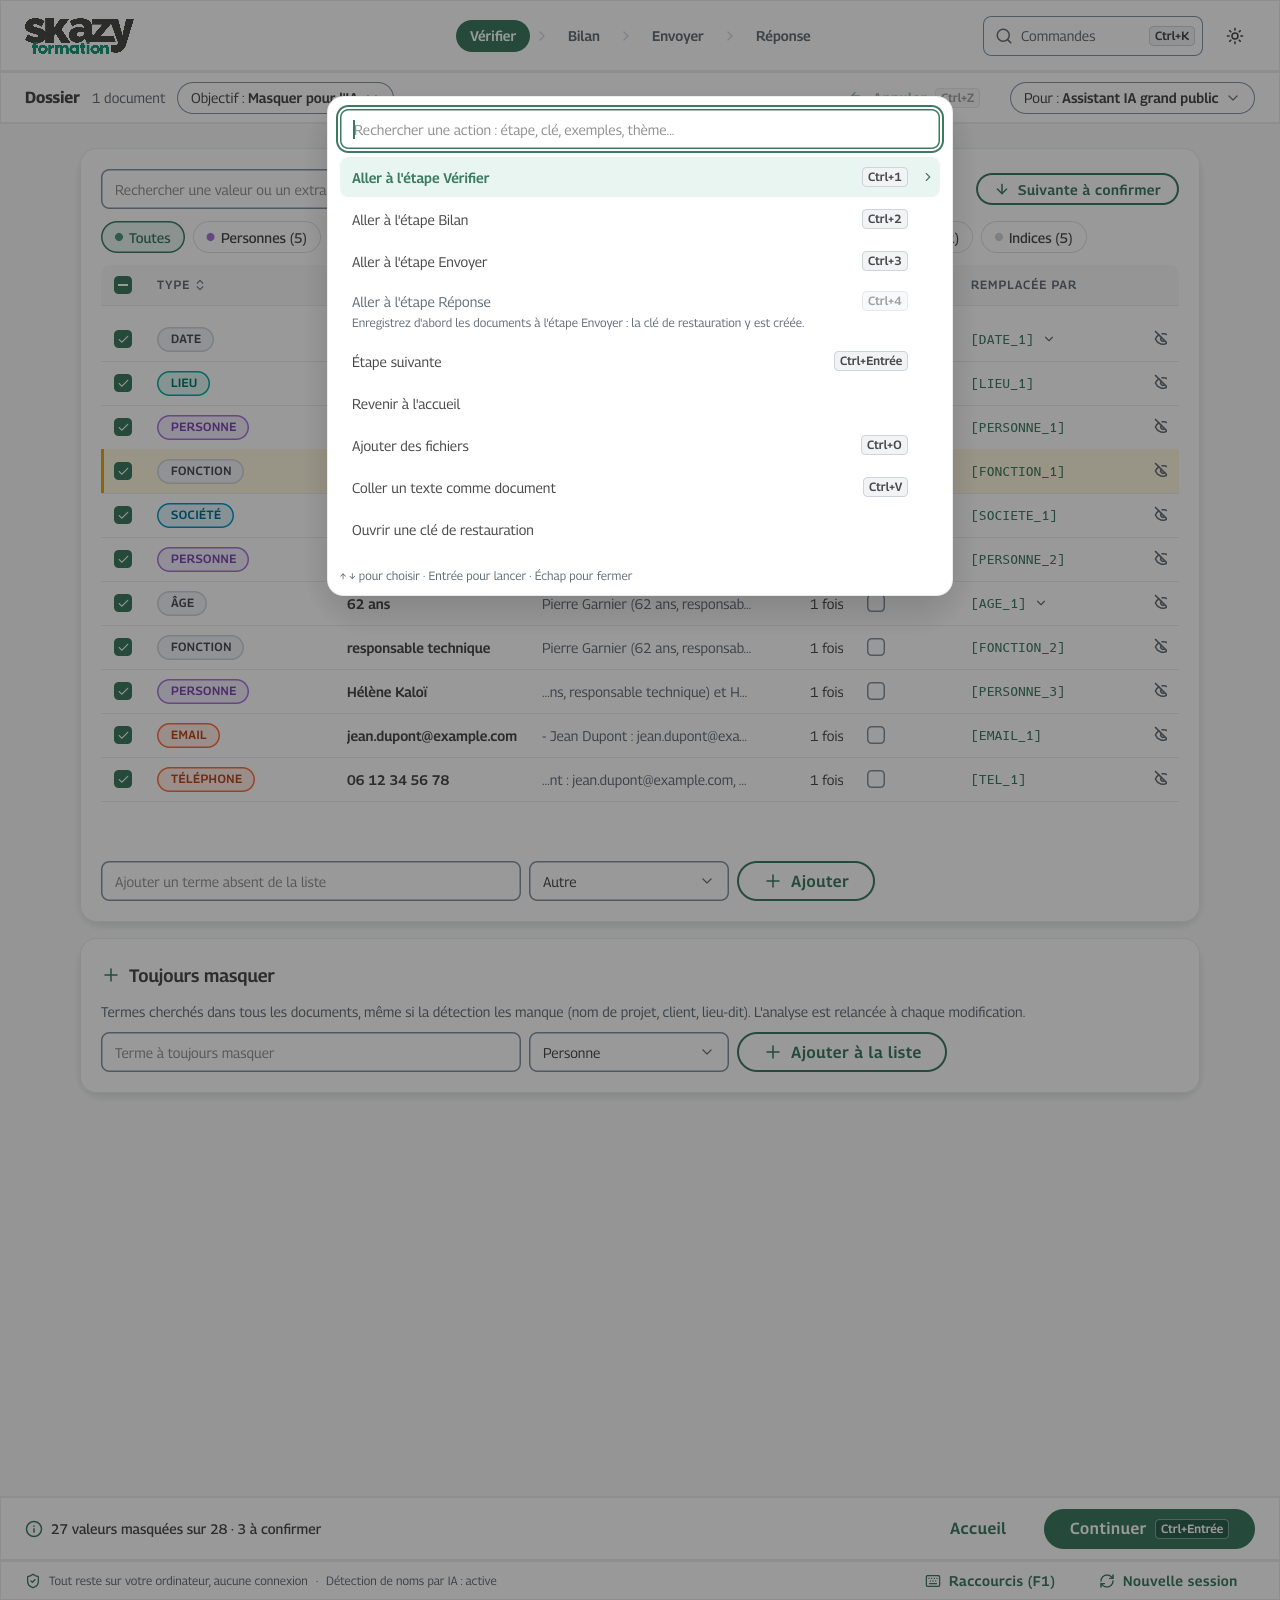 skazy
formation
Vérifier
Bilan
Envoyer
Réponse
Commandes
Ctrl+K
Dossier
1 document
Objectif : Masquer pour l'IA
Annuler
Ctrl+Z
Pour : Assistant IA grand public
Rechercher une action : étape, clé, exemples, thème...
Aller à l'étape Vérifier
Ctrl+1
Aller à l'étape Bilan
Ctrl+2
Aller à l'étape Envoyer
Ctrl+3
Aller à l'étape Réponse
Ctrl+4
Enregistrez d'abord les documents à l'étape Envoyer : la clé de restauration y est créée.
Étape suivante
Ctrl+Entrée
Revenir à l'accueil
Ajouter des fichiers
Ctrl+O
Coller un texte comme document
Ctrl+V
Ouvrir une clé de restauration
↑ ↓ pour choisir · Entrée pour lancer · Échap pour fermer
Rechercher une valeur ou un extra
Suivante à confirmer
Toutes
Personnes (5)
Indices (5)
TYPE
REMPLACÉE PAR
DATE
[DATE_1]
LIEU
[LIEU_1]
PERSONNE
[PERSONNE_1]
FONCTION
[FONCTION_1]
SOCIÉTÉ
[SOCIETE_1]
PERSONNE
[PERSONNE_2]
ÂGE
62 ans
Pierre Garnier (62 ans, responsab...
1 fois
[AGE_1]
FONCTION
responsable technique
Pierre Garnier (62 ans, responsab...
1 fois
[FONCTION_2]
PERSONNE
Hélène Kaloï
...ns, responsable technique) et H...
1 fois
[PERSONNE_3]
EMAIL
jean.dupont@example.com
- Jean Dupont : jean.dupont@exa...
1 fois
[EMAIL_1]
TÉLÉPHONE
06 12 34 56 78
...nt : jean.dupont@example.com, ...
1 fois
[TEL_1]
Ajouter un terme absent de la liste
Autre
Ajouter
Toujours masquer
Termes cherchés dans tous les documents, même si la détection les manque (nom de projet, client, lieu-dit). L'analyse est relancée à chaque modification.
Terme à toujours masquer
Personne
Ajouter à la liste
27 valeurs masquées sur 28 · 3 à confirmer
Accueil
Continuer
Ctrl+Entrée
Tout reste sur votre ordinateur, aucune connexion · Détection de noms par IA : active
Raccourcis (F1)
Nouvelle session